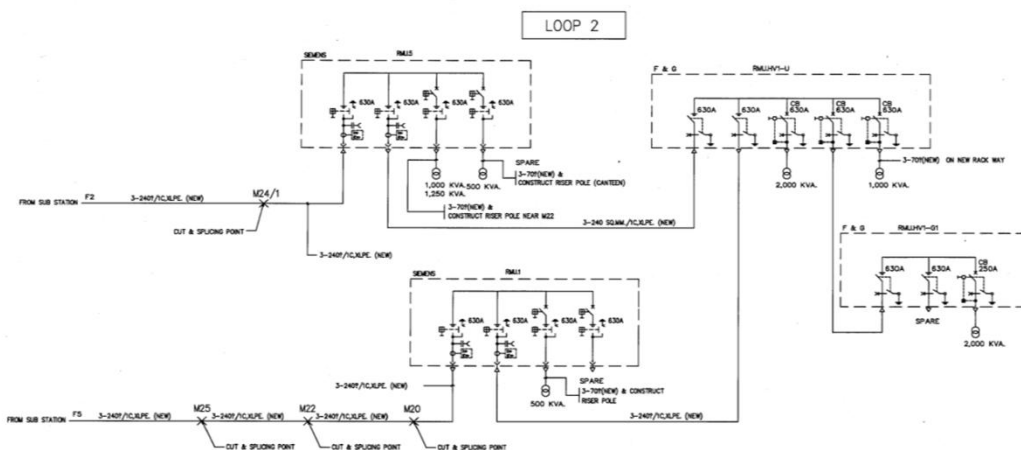 LOOP 2
SIEMENS
RMU.5
630A
630A
630A
630A
SPARE
3-70?(NEW) &
CONSTRUCT RISER POLE (CANTEEN)
1,000 KVA.
1,250 KVA.
500 KVA.
3-70?(NEW) &
CONSTRUCT RISER POLE NEAR M22
F & G
RMU.HV1-U
630A
630A
CB
630A
CB
630A
CB
630A
2,000 KVA.
1,000 KVA.
3-70?(NEW) ON NEW RACK WAY
FROM SUB STATION
F2
3-240?/1C,XLPE. (NEW)
M24/1
CUT & SPLICING POINT
3-240?/1C,XLPE. (NEW)
3-240 SQ.MM./1C,XLPE. (NEW)
F & G
RMU.HV1-G1
630A
630A
CB
250A
SPARE
2,000 KVA.
SIEMENS
RMU.1
630A
630A
630A
630A
3-240?/1C,XLPE. (NEW)
SPARE
3-70?(NEW) & CONSTRUCT
RISER POLE
500 KVA.
FROM SUB STATION
F5
3-240?/1C,XLPE. (NEW)
M25
3-240?/1C,XLPE. (NEW)
M22
3-240?/1C,XLPE. (NEW)
M20
3-240?/1C,XLPE. (NEW)
CUT & SPLICING POINT
CUT & SPLICING POINT
CUT & SPLICING POINT